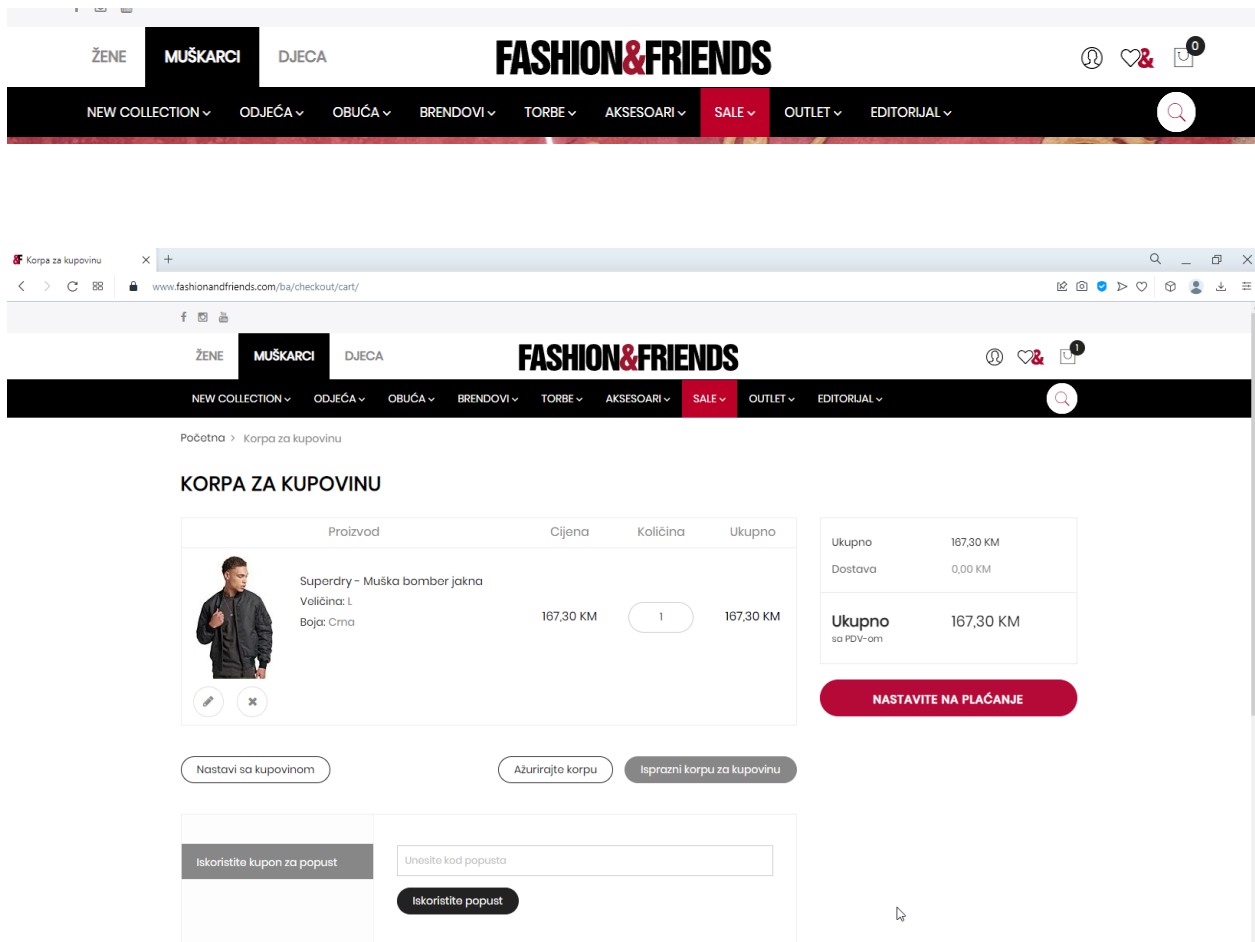 ŽENE MUŠKARCI DJECA FASHION&FRIENDS & 0
NEW COLLECTION ODJEĆA OBUĆA BRENDOVI TORBE AKSESOARI SALE OUTLET EDITORIJAL
Korpa za kupovinu
www.fashionandfriends.com/ba/checkout/cart/
ŽENE MUŠKARCI DJECA FASHION&FRIENDS & 1
NEW COLLECTION ODJEĆA OBUĆA BRENDOVI TORBE AKSESOARI SALE OUTLET EDITORIJAL
Početna > Korpa za kupovinu
KORPA ZA KUPOVINU
Proizvod Cijena Količina Ukupno
Superdry - Muška bomber jakna
Veličina: L
Boja: Crna
167,30 KM 1 167,30 KM
Ukupno 167,30 KM
Dostava 0,00 KM
Ukupno 167,30 KM
sa PDV-om
NASTAVITE NA PLAĆANJE
Nastavi sa kupovinom Ažurirajte korpu Isprazni korpu za kupovinu
Iskoristite kupon za popust
Unesite kod popusta
Iskoristite popust